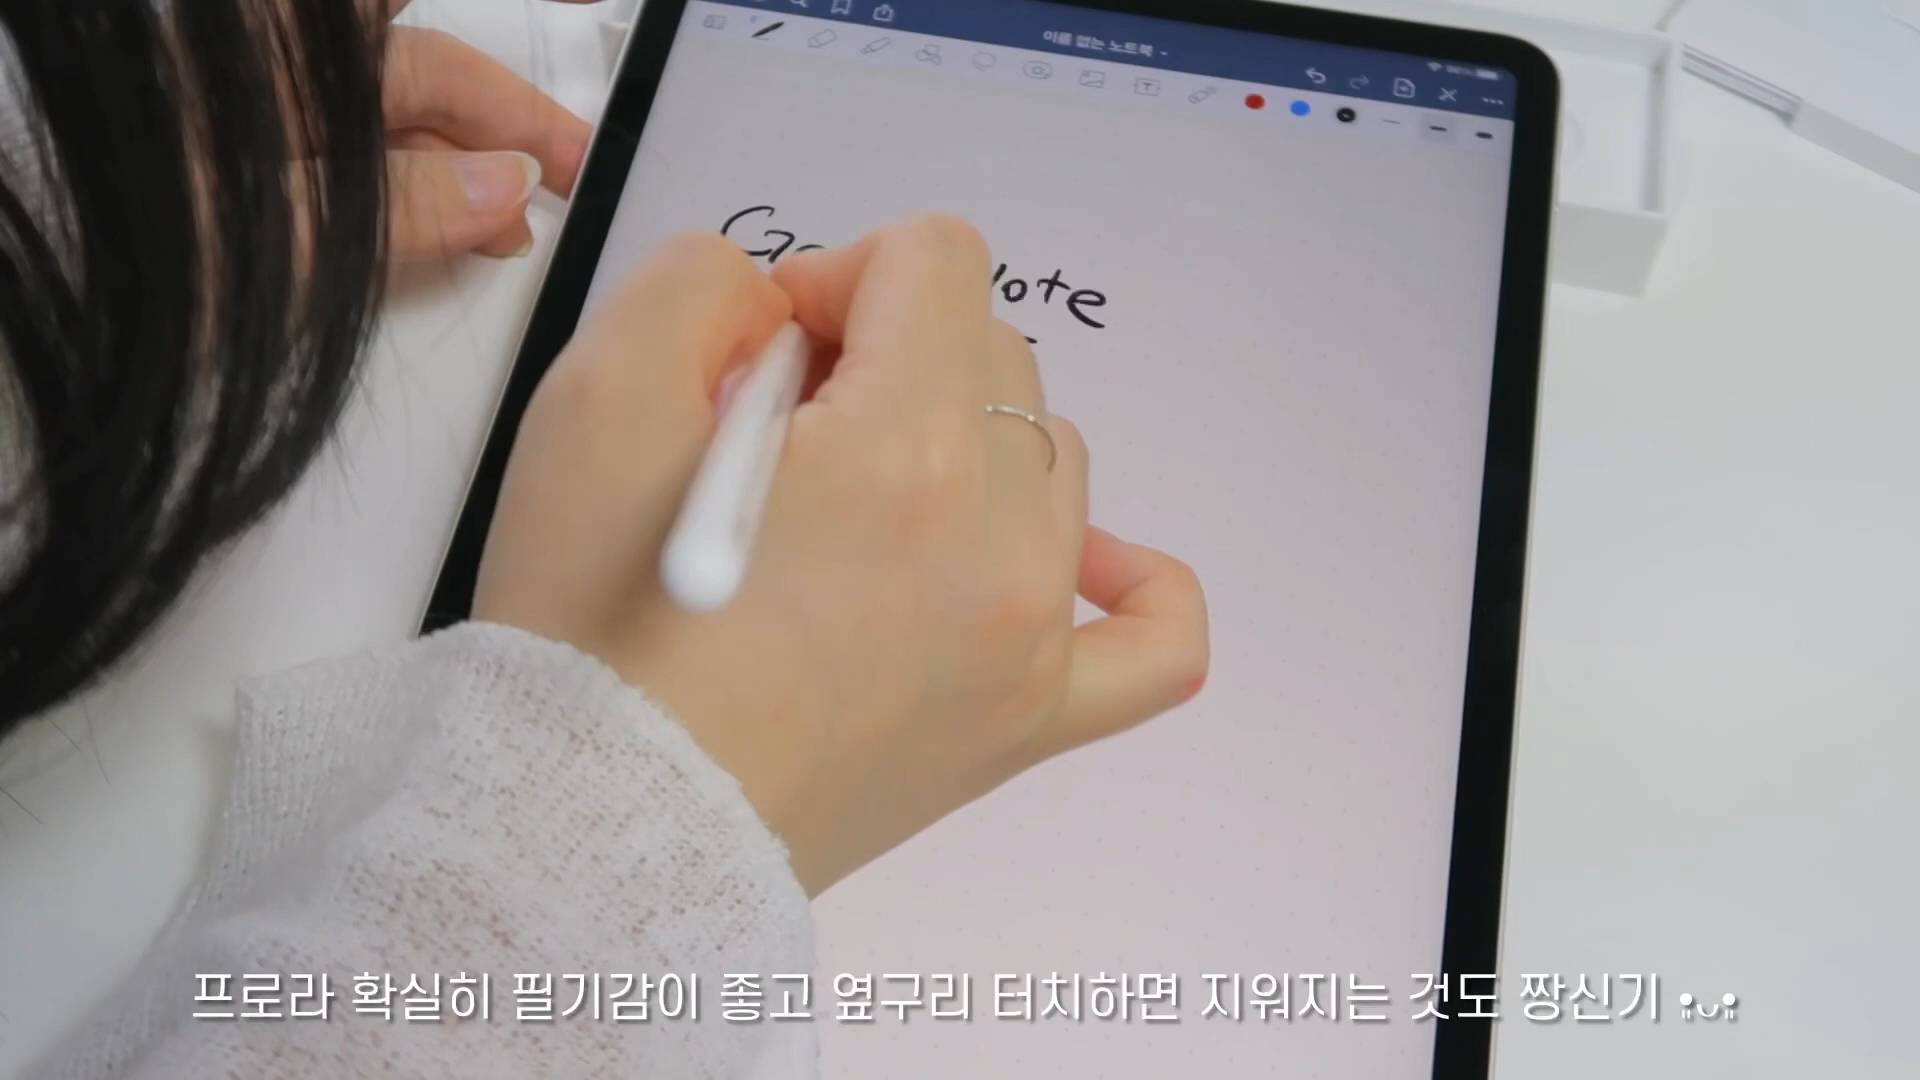 이름 없는 노트북
T
ote
프로라 확실히 필기감이 좋고 옆구리 터치하면 지워지는 것도 짱신기